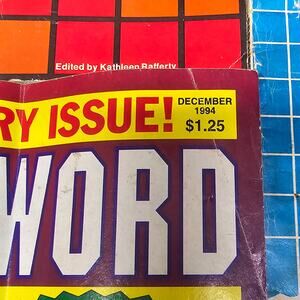 Edited by Kathleen Rafferty
RY ISSUE!
DECEMBER
1994
$1.25
WORD